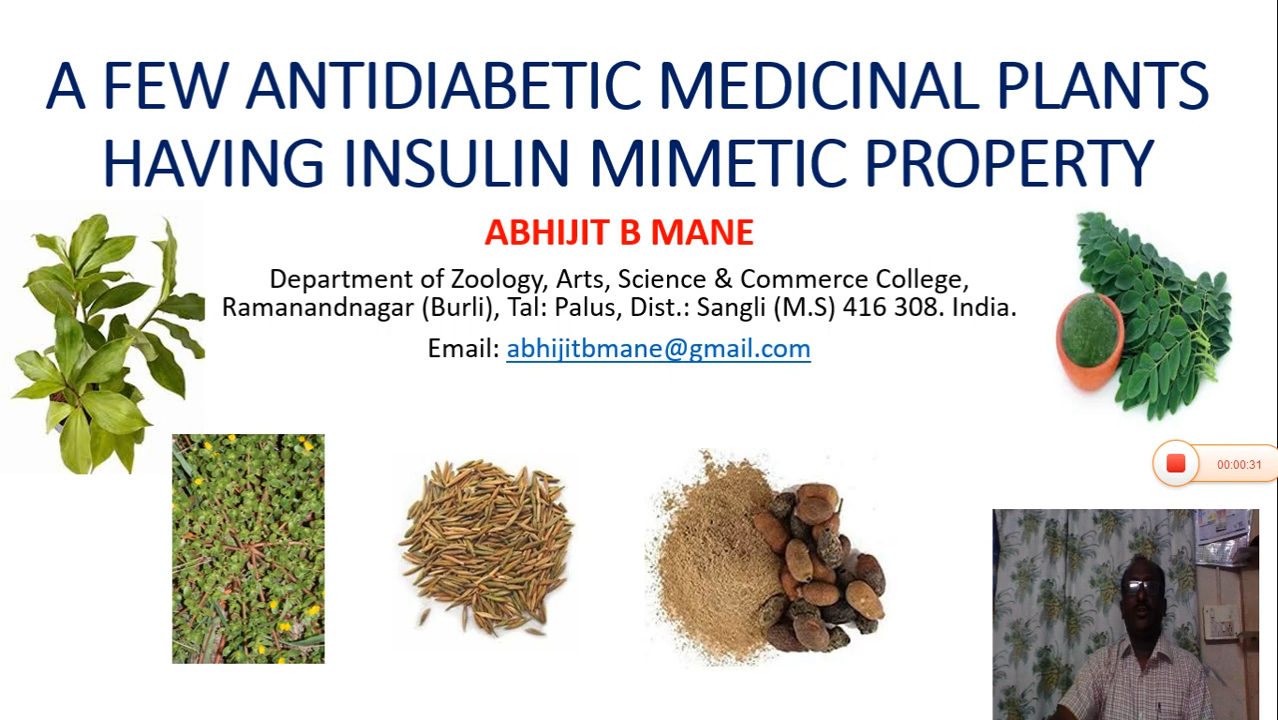 A FEW ANTIDIABETIC MEDICINAL PLANTS
HAVING INSULIN MIMETIC PROPERTY
ABHIJIT B MANE
Department of Zoology, Arts, Science & Commerce College,
Ramanandnagar (Burli), Tal: Palus, Dist.: Sangli (M.S) 416 308. India.
Email: abhijitbmane@gmail.com
00:00:31